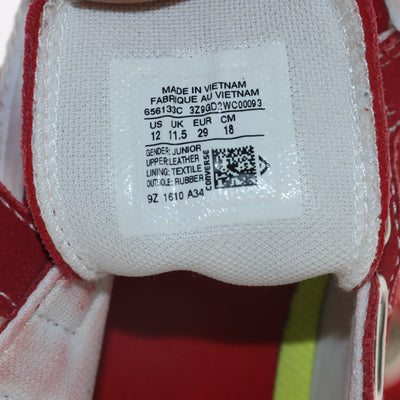 MADE IN VIETNAM
FABRIQUE AU VIETNAM
656133C 3Z9GD2WC00093
US UK EUR CM
12 11.5 29 18
GENDER: JUNIOR
UPPER: LEATHER
LINING: TEXTILE
OUTSOLE: RUBBER
CONVERSE
9Z 1610 A34